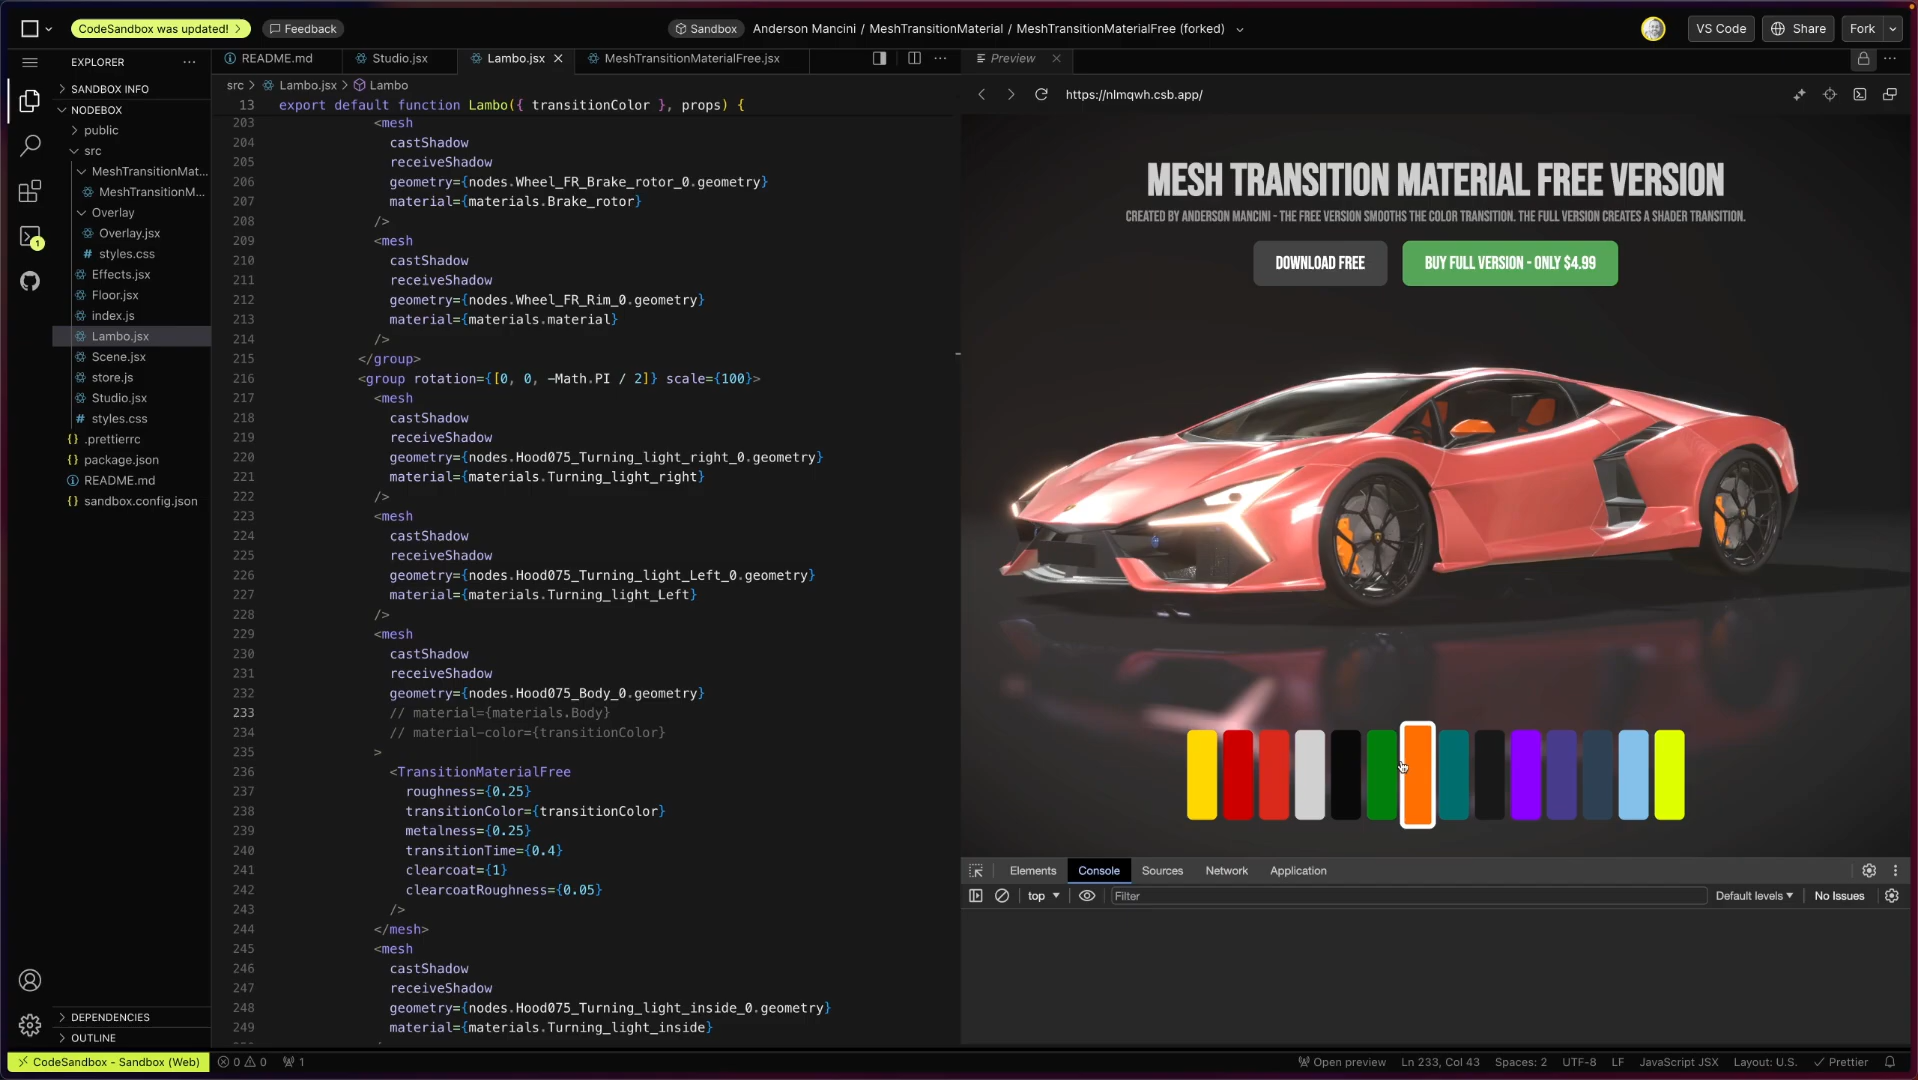 CodeSandbox was updated!
Feedback
Sandbox
Anderson Mancini / MeshTransitionMaterial / MeshTransitionMaterialFree (forked)
VS Code
Share
Fork
EXPLORER
SANDBOX INFO
NODEBOX
public
src
MeshTransitionMat...
MeshTransitionM...
Overlay
Overlay.jsx
# styles.css
Effects.jsx
Floor.jsx
index.js
Lambo.jsx
Scene.jsx
store.js
Studio.jsx
# styles.css
{} .prettierrc
{} package.json
README.md
{} sandbox.config.json
1
DEPENDENCIES
OUTLINE
README.md
Studio.jsx
Lambo.jsx
MeshTransitionMaterialFree.jsx
src > Lambo.jsx > Lambo
13 export default function Lambo({ transitionColor }, props) {
203 <mesh
204 castShadow
205 receiveShadow
206 geometry={nodes.Wheel_FR_Brake_rotor_0.geometry}
207 material={materials.Brake_rotor}
208 />
209 <mesh
210 castShadow
211 receiveShadow
212 geometry={nodes.Wheel_FR_Rim_0.geometry}
213 material={materials.material}
214 />
215 </group>
216 <group rotation={[0, 0, -Math.PI / 2]} scale={100}>
217 <mesh
218 castShadow
219 receiveShadow
220 geometry={nodes.Hood075_Turning_light_right_0.geometry}
221 material={materials.Turning_light_right}
222 />
223 <mesh
224 castShadow
225 receiveShadow
226 geometry={nodes.Hood075_Turning_light_Left_0.geometry}
227 material={materials.Turning_light_Left}
228 />
229 <mesh
230 castShadow
231 receiveShadow
232 geometry={nodes.Hood075_Body_0.geometry}
233 // material={materials.Body}
234 // material-color={transitionColor}
235 >
236 <TransitionMaterialFree
237 roughness={0.25}
238 transitionColor={transitionColor}
239 metalness={0.25}
240 transitionTime={0.4}
241 clearcoat={1}
242 clearcoatRoughness={0.05}
243 />
244 </mesh>
245 <mesh
246 castShadow
247 receiveShadow
248 geometry={nodes.Hood075_Turning_light_inside_0.geometry}
249 material={materials.Turning_light_inside}
Preview
https://nlmqwh.csb.app/
MESH TRANSITION MATERIAL FREE VERSION
CREATED BY ANDERSON MANCINI - THE FREE VERSION SMOOTHS THE COLOR TRANSITION. THE FULL VERSION CREATES A SHADER TRANSITION.
DOWNLOAD FREE
BUY FULL VERSION - ONLY $4.99
Elements
Console
Sources
Network
Application
top
Filter
Default levels
No Issues
CodeSandbox - Sandbox (Web)
0 0
1
Open preview
Ln 233, Col 43
Spaces: 2
UTF-8
LF
JavaScript JSX
Layout: U.S.
Prettier